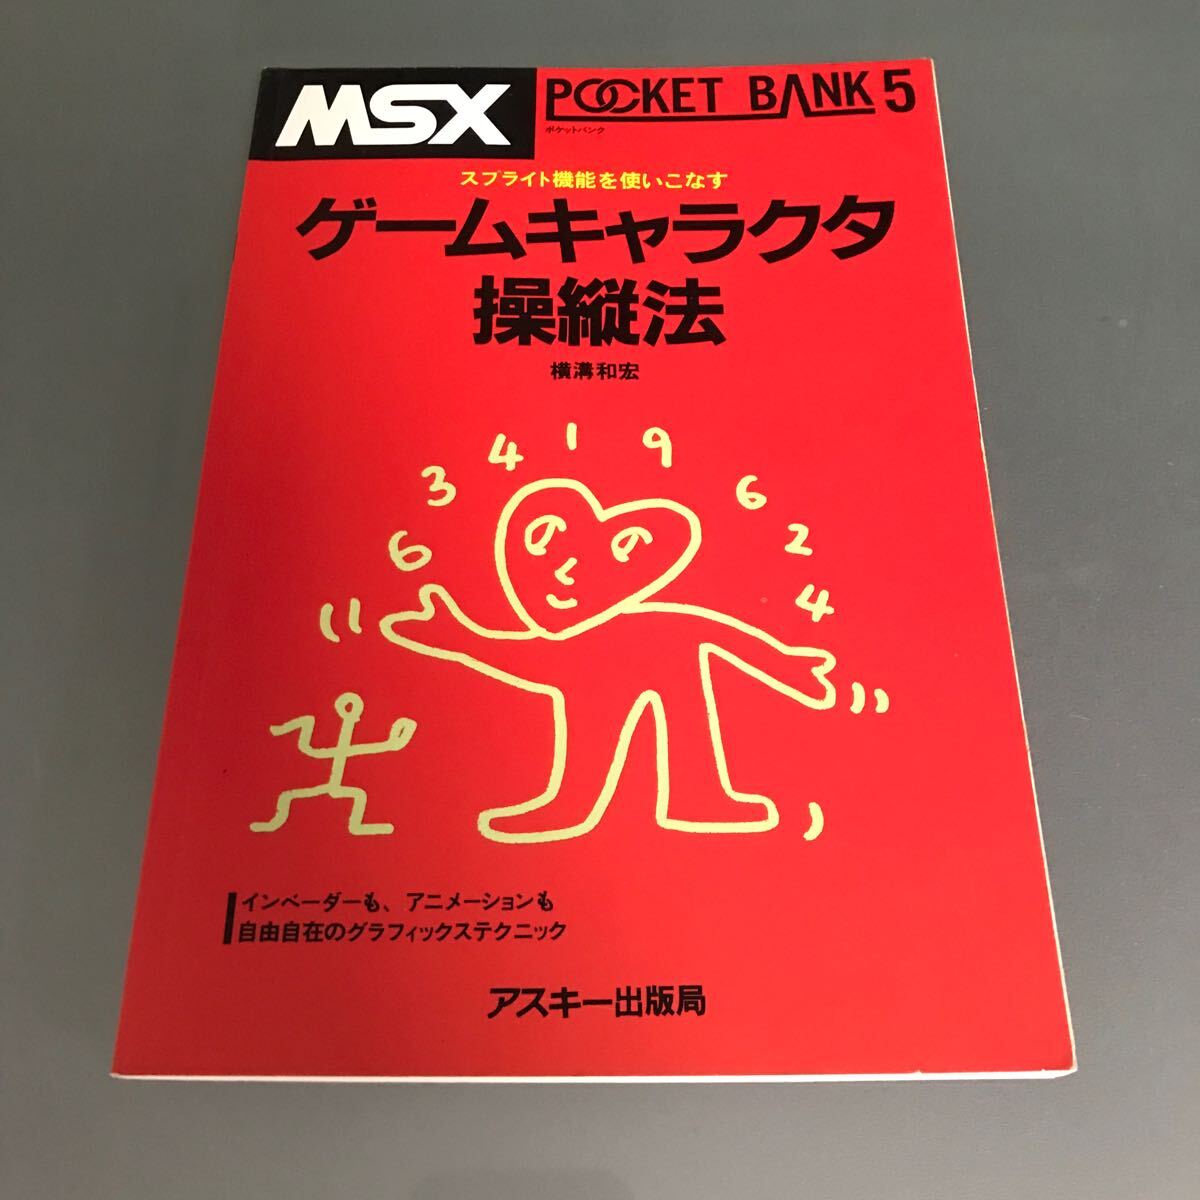 MSX
POCKET BANK 5
ポケットバンク
スプライト機能を使いこなす
ゲームキャラクタ
操縦法
横溝和宏
6 3 4 1 9 6 2 4
の の
く
インベーダーも、アニメーションも
自由自在のグラフィックステクニック
アスキー出版局